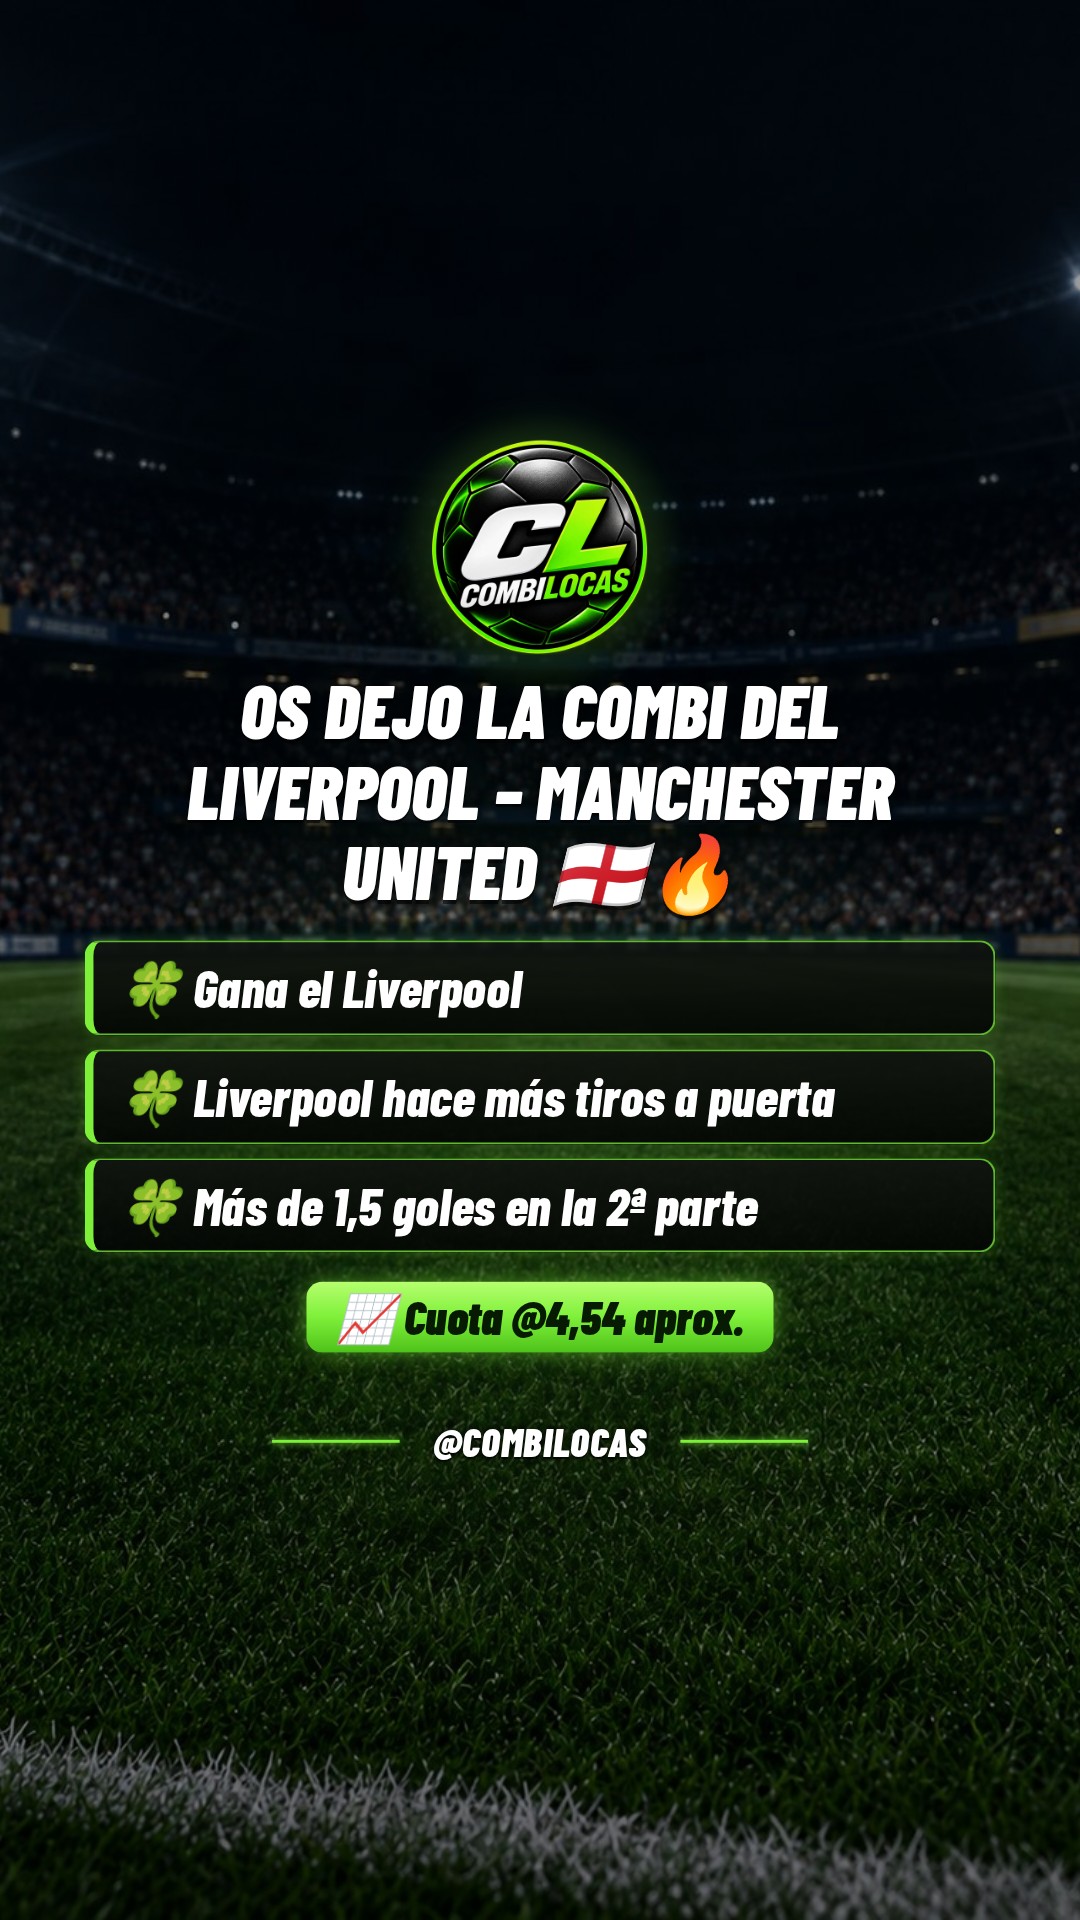 CL
COMBILOCAS
OS DEJO LA COMBI DEL
LIVERPOOL - MANCHESTER
UNITED 🏴󠁧󠁢󠁥󠁮󠁧󠁿🔥
🍀 Gana el Liverpool
🍀 Liverpool hace más tiros a puerta
🍀 Más de 1,5 goles en la 2ª parte
📈 Cuota @4,54 aprox.
@COMBILOCAS